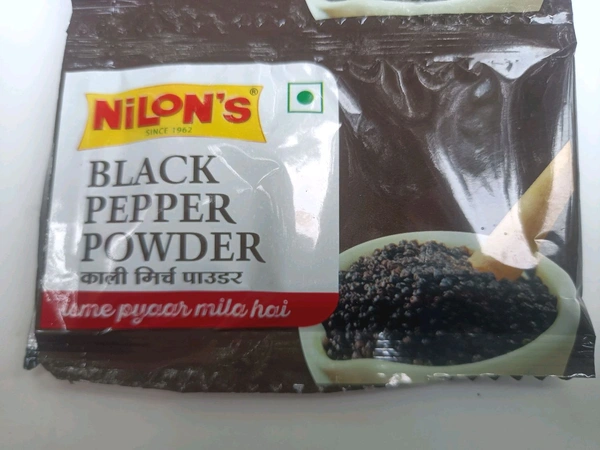 NiLON'S®
SINCE 1962
BLACK
PEPPER
POWDER
काली मिर्च पाउडर
isme pyaar mila hai